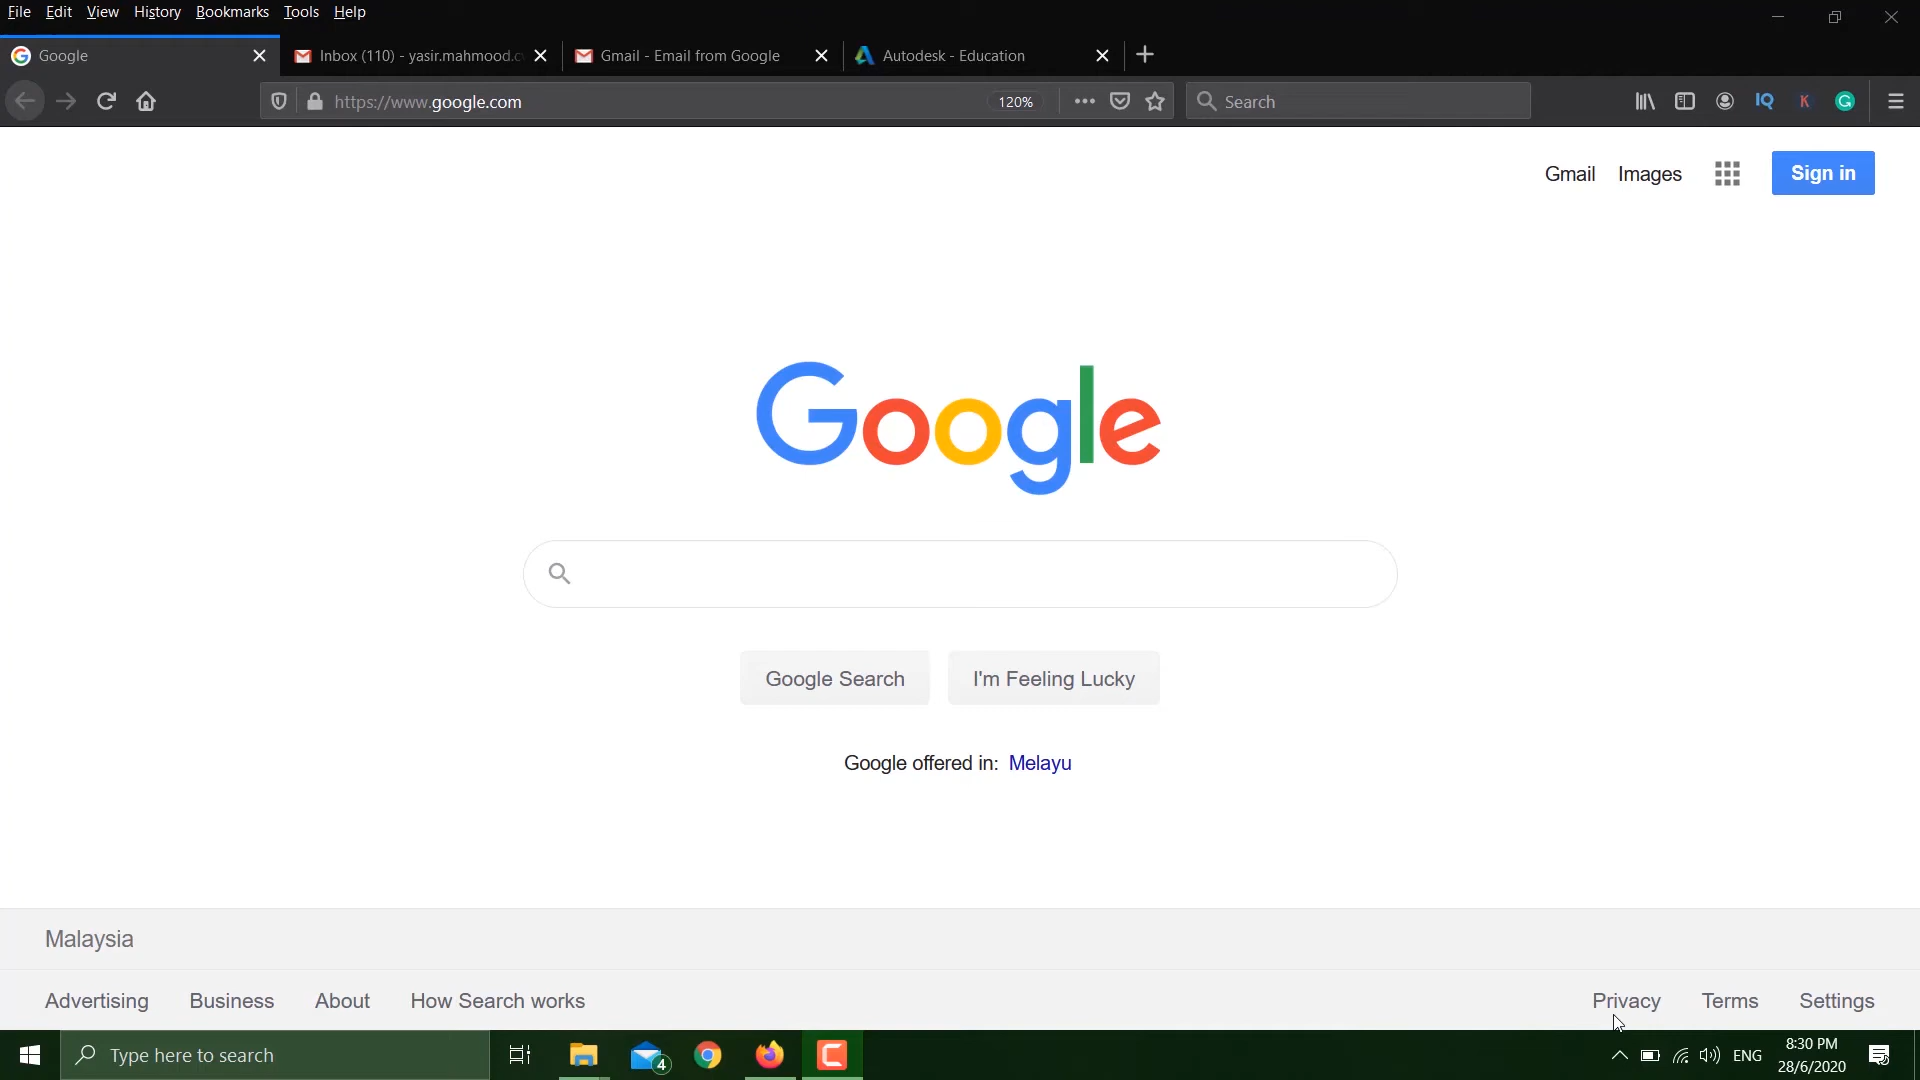 File Edit View History Bookmarks Tools Help
Google
Inbox (110) - yasir.mahmood.c
Gmail - Email from Google
Autodesk - Education
https://www.google.com
120%
Search
IQ
K
G
Gmail Images
Sign in
Google
Google Search
I'm Feeling Lucky
Google offered in: Melayu
Malaysia
Advertising Business About How Search works
Privacy Terms Settings
Type here to search
4
ENG
8:30 PM
28/6/2020